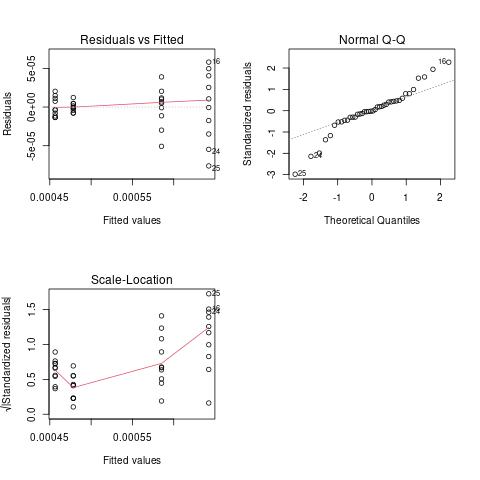 Residuals vs Fitted
Residuals
5e-05
0e+00
-5e-05
16
24
25
0.00045
0.00055
Fitted values
Normal Q-Q
Standardized residuals
2
1
0
-1
-2
-3
16
24
25
-2 -1 0 1 2
Theoretical Quantiles
Scale-Location
√|Standardized residuals|
1.5
1.0
0.5
0.0
25
16
24
0.00045
0.00055
Fitted values